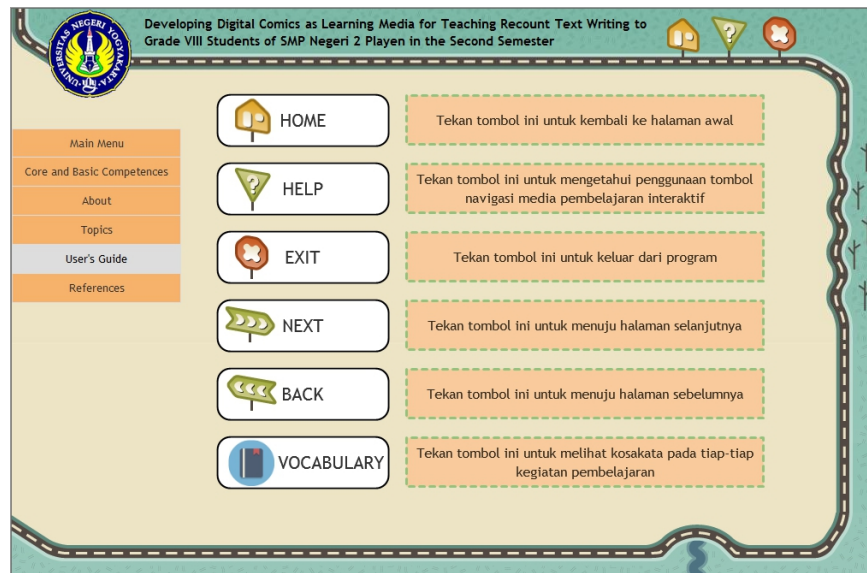 Developing Digital Comics as Learning Media for Teaching Recount Text Writing to
Grade VIII Students of SMP Negeri 2 Playen in the Second Semester
UNIVERSITAS NEGERI YOGYAKARTA
Main Menu
Core and Basic Competences
About
Topics
User's Guide
References
HOME
Tekan tombol ini untuk kembali ke halaman awal
HELP
Tekan tombol ini untuk mengetahui penggunaan tombol
navigasi media pembelajaran interaktif
EXIT
Tekan tombol ini untuk keluar dari program
NEXT
Tekan tombol ini untuk menuju halaman selanjutnya
BACK
Tekan tombol ini untuk menuju halaman sebelumnya
VOCABULARY
Tekan tombol ini untuk melihat kosakata pada tiap-tiap
kegiatan pembelajaran